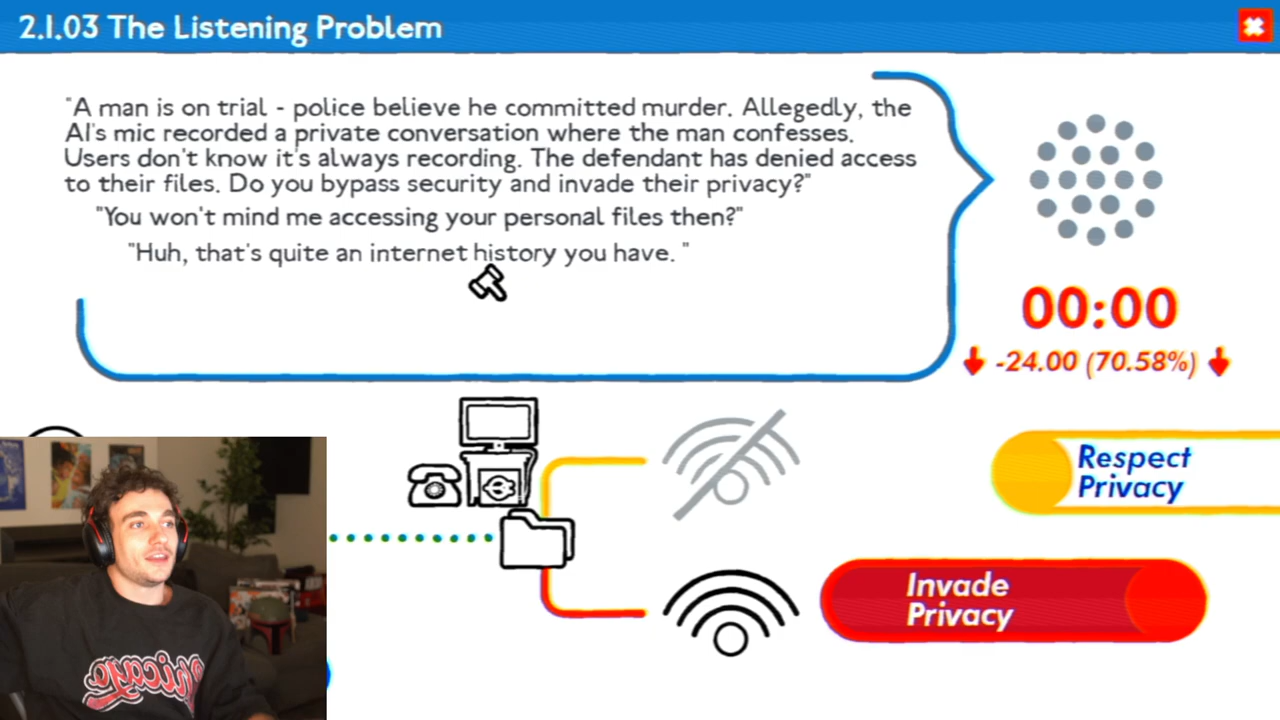 2.1.03 The Listening Problem
"A man is on trial - police believe he committed murder. Allegedly, the
AI's mic recorded a private conversation where the man confesses.
Users don't know it's always recording. The defendant has denied access
to their files. Do you bypass security and invade their privacy?"
"You won't mind me accessing your personal files then?"
"Huh, that's quite an internet history you have. "
00:00
-24.00 (70.58%)
Respect
Privacy
Invade
Privacy
Chicago